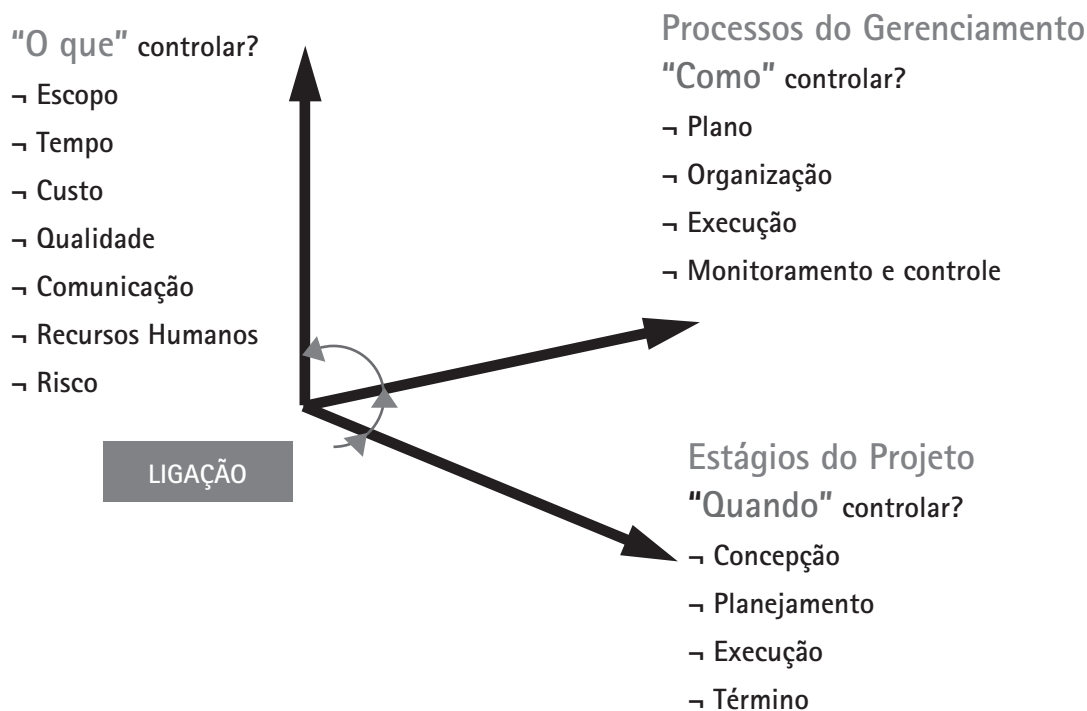 "O que" controlar?
¬ Escopo
¬ Tempo
¬ Custo
¬ Qualidade
¬ Comunicação
¬ Recursos Humanos
¬ Risco
LIGAÇÃO
Processos do Gerenciamento
"Como" controlar?
¬ Plano
¬ Organização
¬ Execução
¬ Monitoramento e controle
Estágios do Projeto
"Quando" controlar?
¬ Concepção
¬ Planejamento
¬ Execução
¬ Término